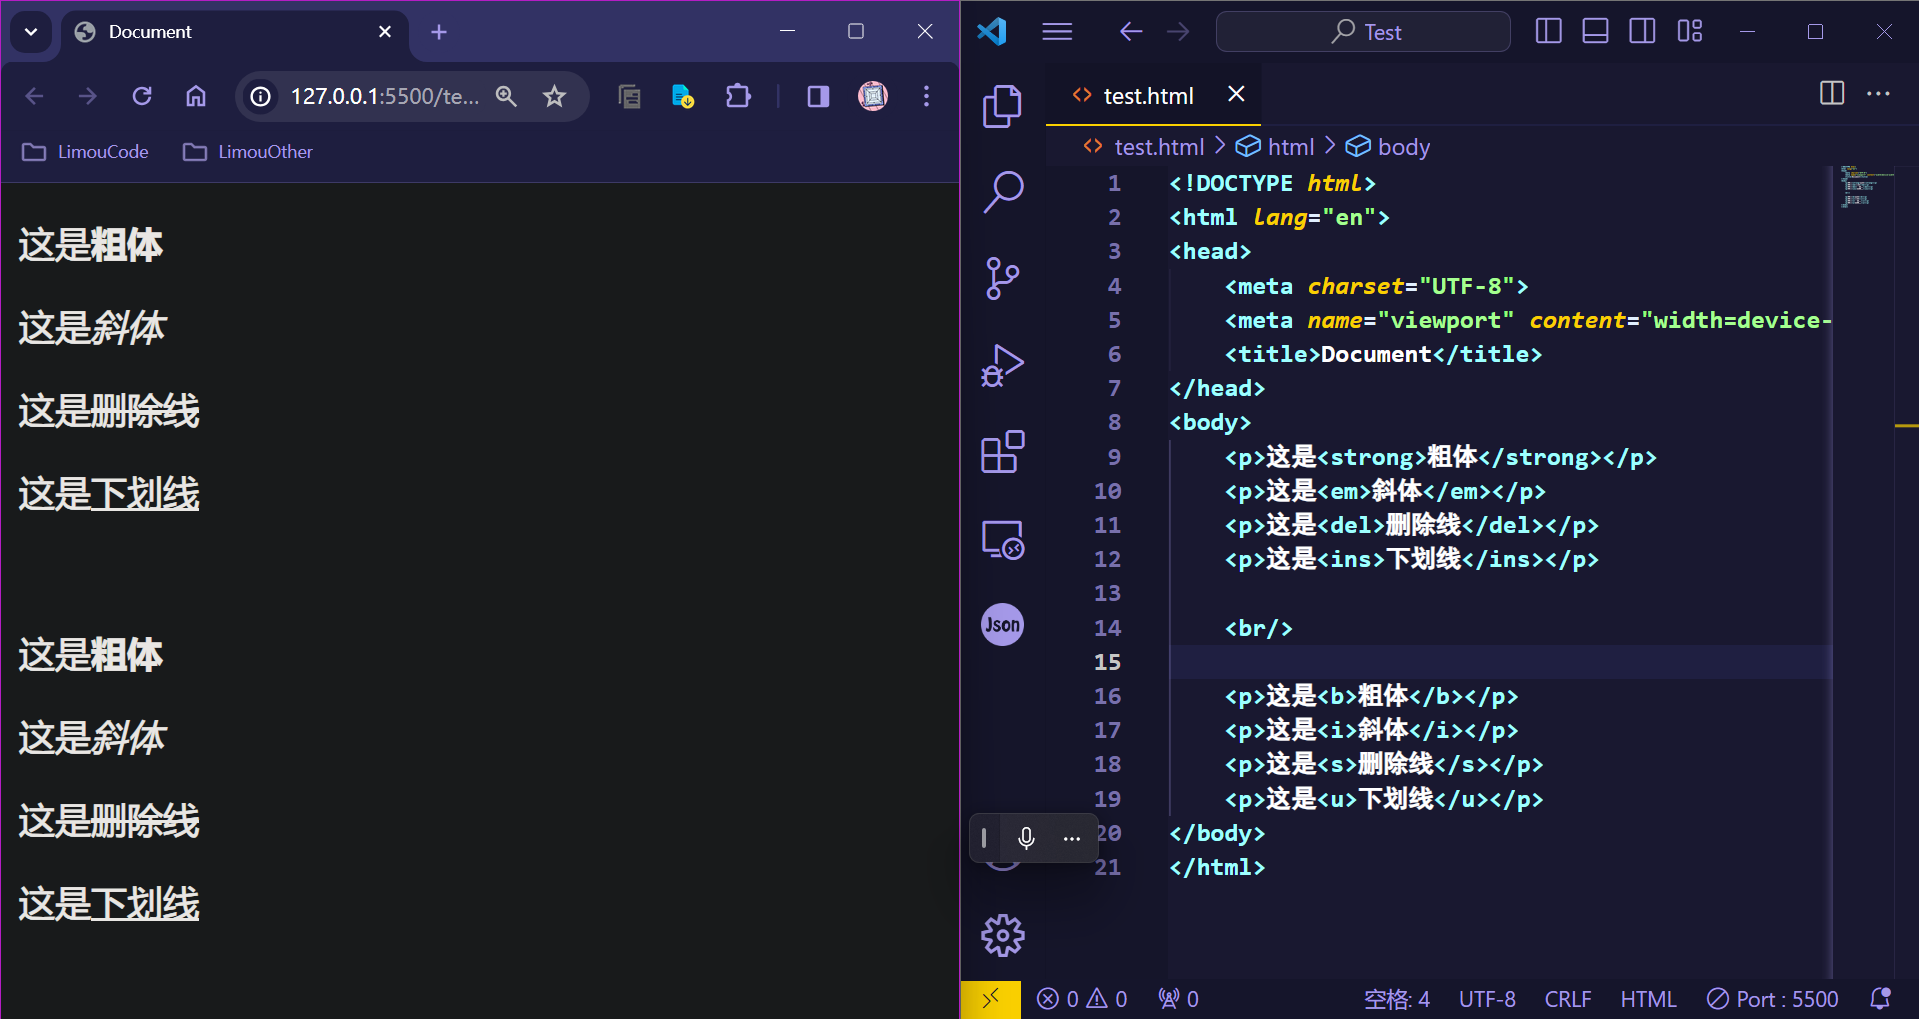 Document
127.0.0.1:5500/te...
LimouCode
LimouOther
这是粗体
这是斜体
这是删除线
这是下划线
这是粗体
这是斜体
这是删除线
这是下划线
Test
test.html
test.html > html > body
1 <!DOCTYPE html>
2 <html lang="en">
3 <head>
4 <meta charset="UTF-8">
5 <meta name="viewport" content="width=device-
6 <title>Document</title>
7 </head>
8 <body>
9 <p>这是<strong>粗体</strong></p>
10 <p>这是<em>斜体</em></p>
11 <p>这是<del>删除线</del></p>
12 <p>这是<ins>下划线</ins></p>
13
14 <br/>
15
16 <p>这是<b>粗体</b></p>
17 <p>这是<i>斜体</i></p>
18 <p>这是<s>删除线</s></p>
19 <p>这是<u>下划线</u></p>
20 </body>
21 </html>
Json
0 0 0 空格: 4 UTF-8 CRLF HTML Port : 5500